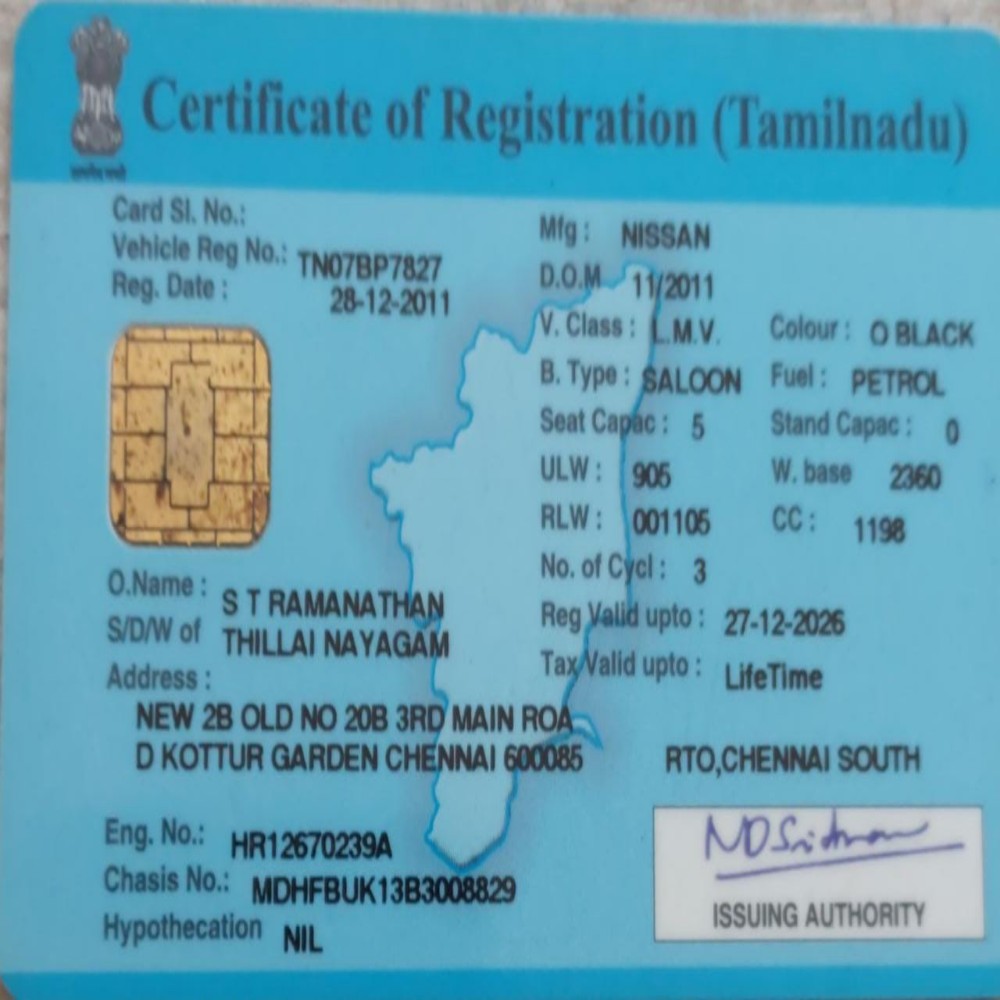 Certificate of Registration (Tamilnadu)
Card Sl. No.:
Vehicle Reg No.: TN07BP7827
Reg. Date : 28-12-2011
Mfg : NISSAN
D.O.M 11/2011
V. Class : L.M.V. Colour : O BLACK
B. Type : SALOON Fuel : PETROL
Seat Capac : 5 Stand Capac : 0
ULW : 905 W. base 2360
RLW : 001105 CC : 1198
No. of Cycl : 3
Reg Valid upto : 27-12-2026
Tax Valid upto : LifeTime
O.Name : S T RAMANATHAN
S/D/W of THILLAI NAYAGAM
Address :
NEW 2B OLD NO 20B 3RD MAIN ROA
D KOTTUR GARDEN CHENNAI 600085
RTO,CHENNAI SOUTH
Eng. No.: HR12670239A
Chasis No.: MDHFBUK13B3008829
Hypothecation NIL
ISSUING AUTHORITY